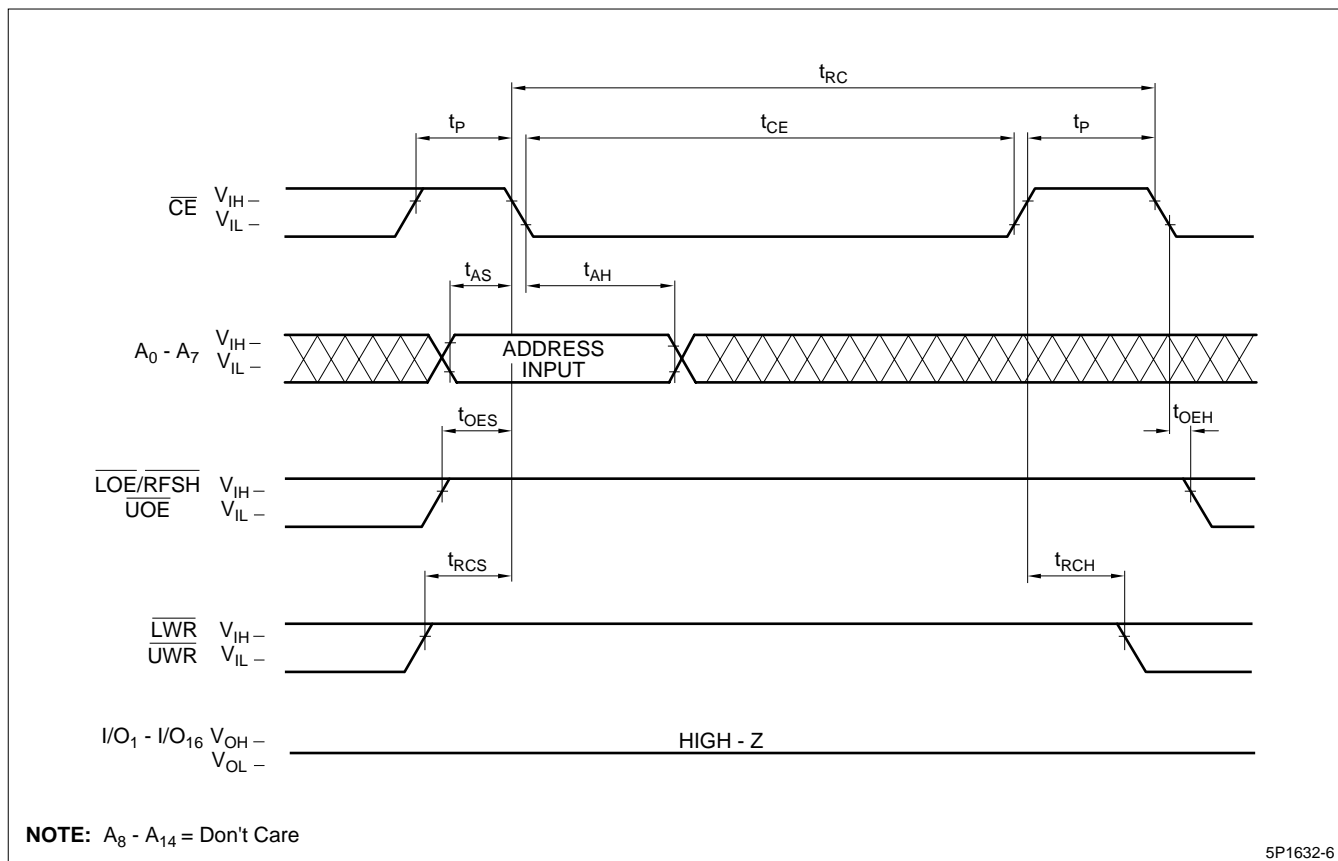 tRC
tP tCE tP
CE VIH
VIL
tAS tAH
A0 - A7 VIH
VIL
ADDRESS
INPUT
tOES tOEH
LOE/RFSH VIH
UOE VIL
tRCS tRCH
LWR VIH
UWR VIL
I/O1 - I/O16 VOH HIGH - Z
VOL
NOTE: A8 - A14 = Don't Care
5P1632-6